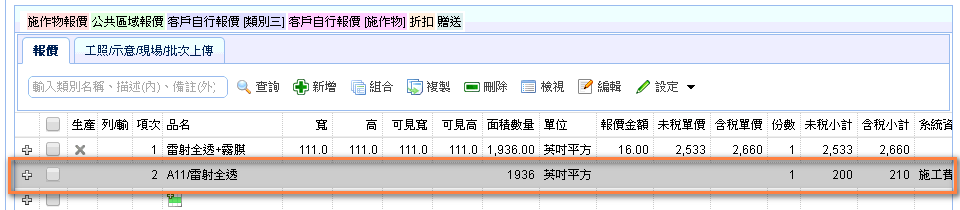 施作物報價 公共區域報價 客戶自行報價 [類別三] 客戶自行報價 [施作物] 折扣 贈送
報價 工照/示意/現場/批次上傳
輸入類別名稱、描述(內)、備註(外) 查詢 新增 組合 複製 刪除 檢視 編輯 設定
生產 列/輸 項次 品名 寬 高 可見寬 可見高 面積數量 單位 報價金額 未稅單價 含稅單價 份數 未稅小計 含稅小計 系統資
1 雷射全透+霧膜 111.0 111.0 111.0 111.0 1,936.00 英吋平方 16.00 2,533 2,660 1 2,533 2,660
2 A11/雷射全透 1936 英吋平方 1 200 210 施工費